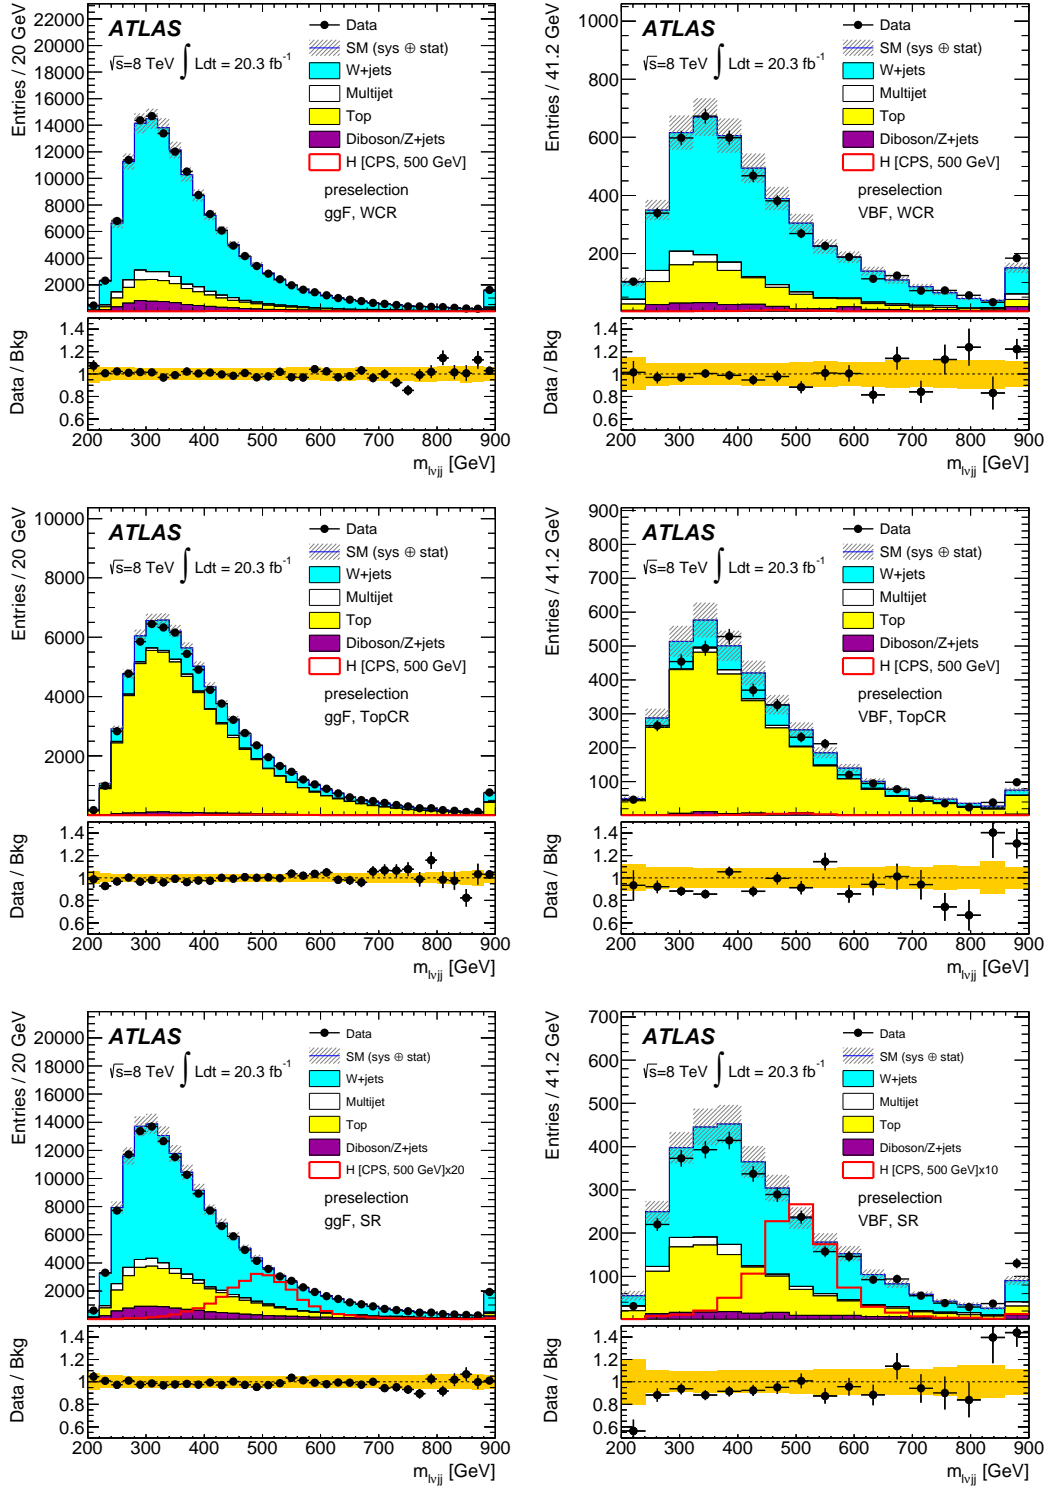 Entries / 20 GeV
22000
20000
18000
16000
14000
12000
10000
8000
6000
4000
2000
ATLAS
√s=8 TeV ∫ Ldt = 20.3 fb⁻¹
Data
SM (sys ⊕ stat)
W+jets
Multijet
Top
Diboson/Z+jets
H [CPS, 500 GeV]
preselection
ggF, WCR
Data / Bkg
1.4
1.2
1
0.8
0.6
200 300 400 500 600 700 800 900
m_lνjj [GeV]
Entries / 41.2 GeV
1000
800
600
400
200
ATLAS
√s=8 TeV ∫ Ldt = 20.3 fb⁻¹
Data
SM (sys ⊕ stat)
W+jets
Multijet
Top
Diboson/Z+jets
H [CPS, 500 GeV]
preselection
VBF, WCR
Data / Bkg
1.4
1.2
1
0.8
0.6
200 300 400 500 600 700 800 900
m_lνjj [GeV]
Entries / 20 GeV
10000
8000
6000
4000
2000
ATLAS
√s=8 TeV ∫ Ldt = 20.3 fb⁻¹
Data
SM (sys ⊕ stat)
W+jets
Multijet
Top
Diboson/Z+jets
H [CPS, 500 GeV]
preselection
ggF, TopCR
Data / Bkg
1.4
1.2
1
0.8
0.6
200 300 400 500 600 700 800 900
m_lνjj [GeV]
Entries / 41.2 GeV
900
800
700
600
500
400
300
200
100
ATLAS
√s=8 TeV ∫ Ldt = 20.3 fb⁻¹
Data
SM (sys ⊕ stat)
W+jets
Multijet
Top
Diboson/Z+jets
H [CPS, 500 GeV]
preselection
VBF, TopCR
Data / Bkg
1.4
1.2
1
0.8
0.6
200 300 400 500 600 700 800 900
m_lνjj [GeV]
Entries / 20 GeV
20000
18000
16000
14000
12000
10000
8000
6000
4000
2000
ATLAS
√s=8 TeV ∫ Ldt = 20.3 fb⁻¹
Data
SM (sys ⊕ stat)
W+jets
Multijet
Top
Diboson/Z+jets
H [CPS, 500 GeV]x20
preselection
ggF, SR
Data / Bkg
1.4
1.2
1
0.8
0.6
200 300 400 500 600 700 800 900
m_lνjj [GeV]
Entries / 41.2 GeV
700
600
500
400
300
200
100
ATLAS
√s=8 TeV ∫ Ldt = 20.3 fb⁻¹
Data
SM (sys ⊕ stat)
W+jets
Multijet
Top
Diboson/Z+jets
H [CPS, 500 GeV]x10
preselection
VBF, SR
Data / Bkg
1.4
1.2
1
0.8
0.6
200 300 400 500 600 700 800 900
m_lνjj [GeV]